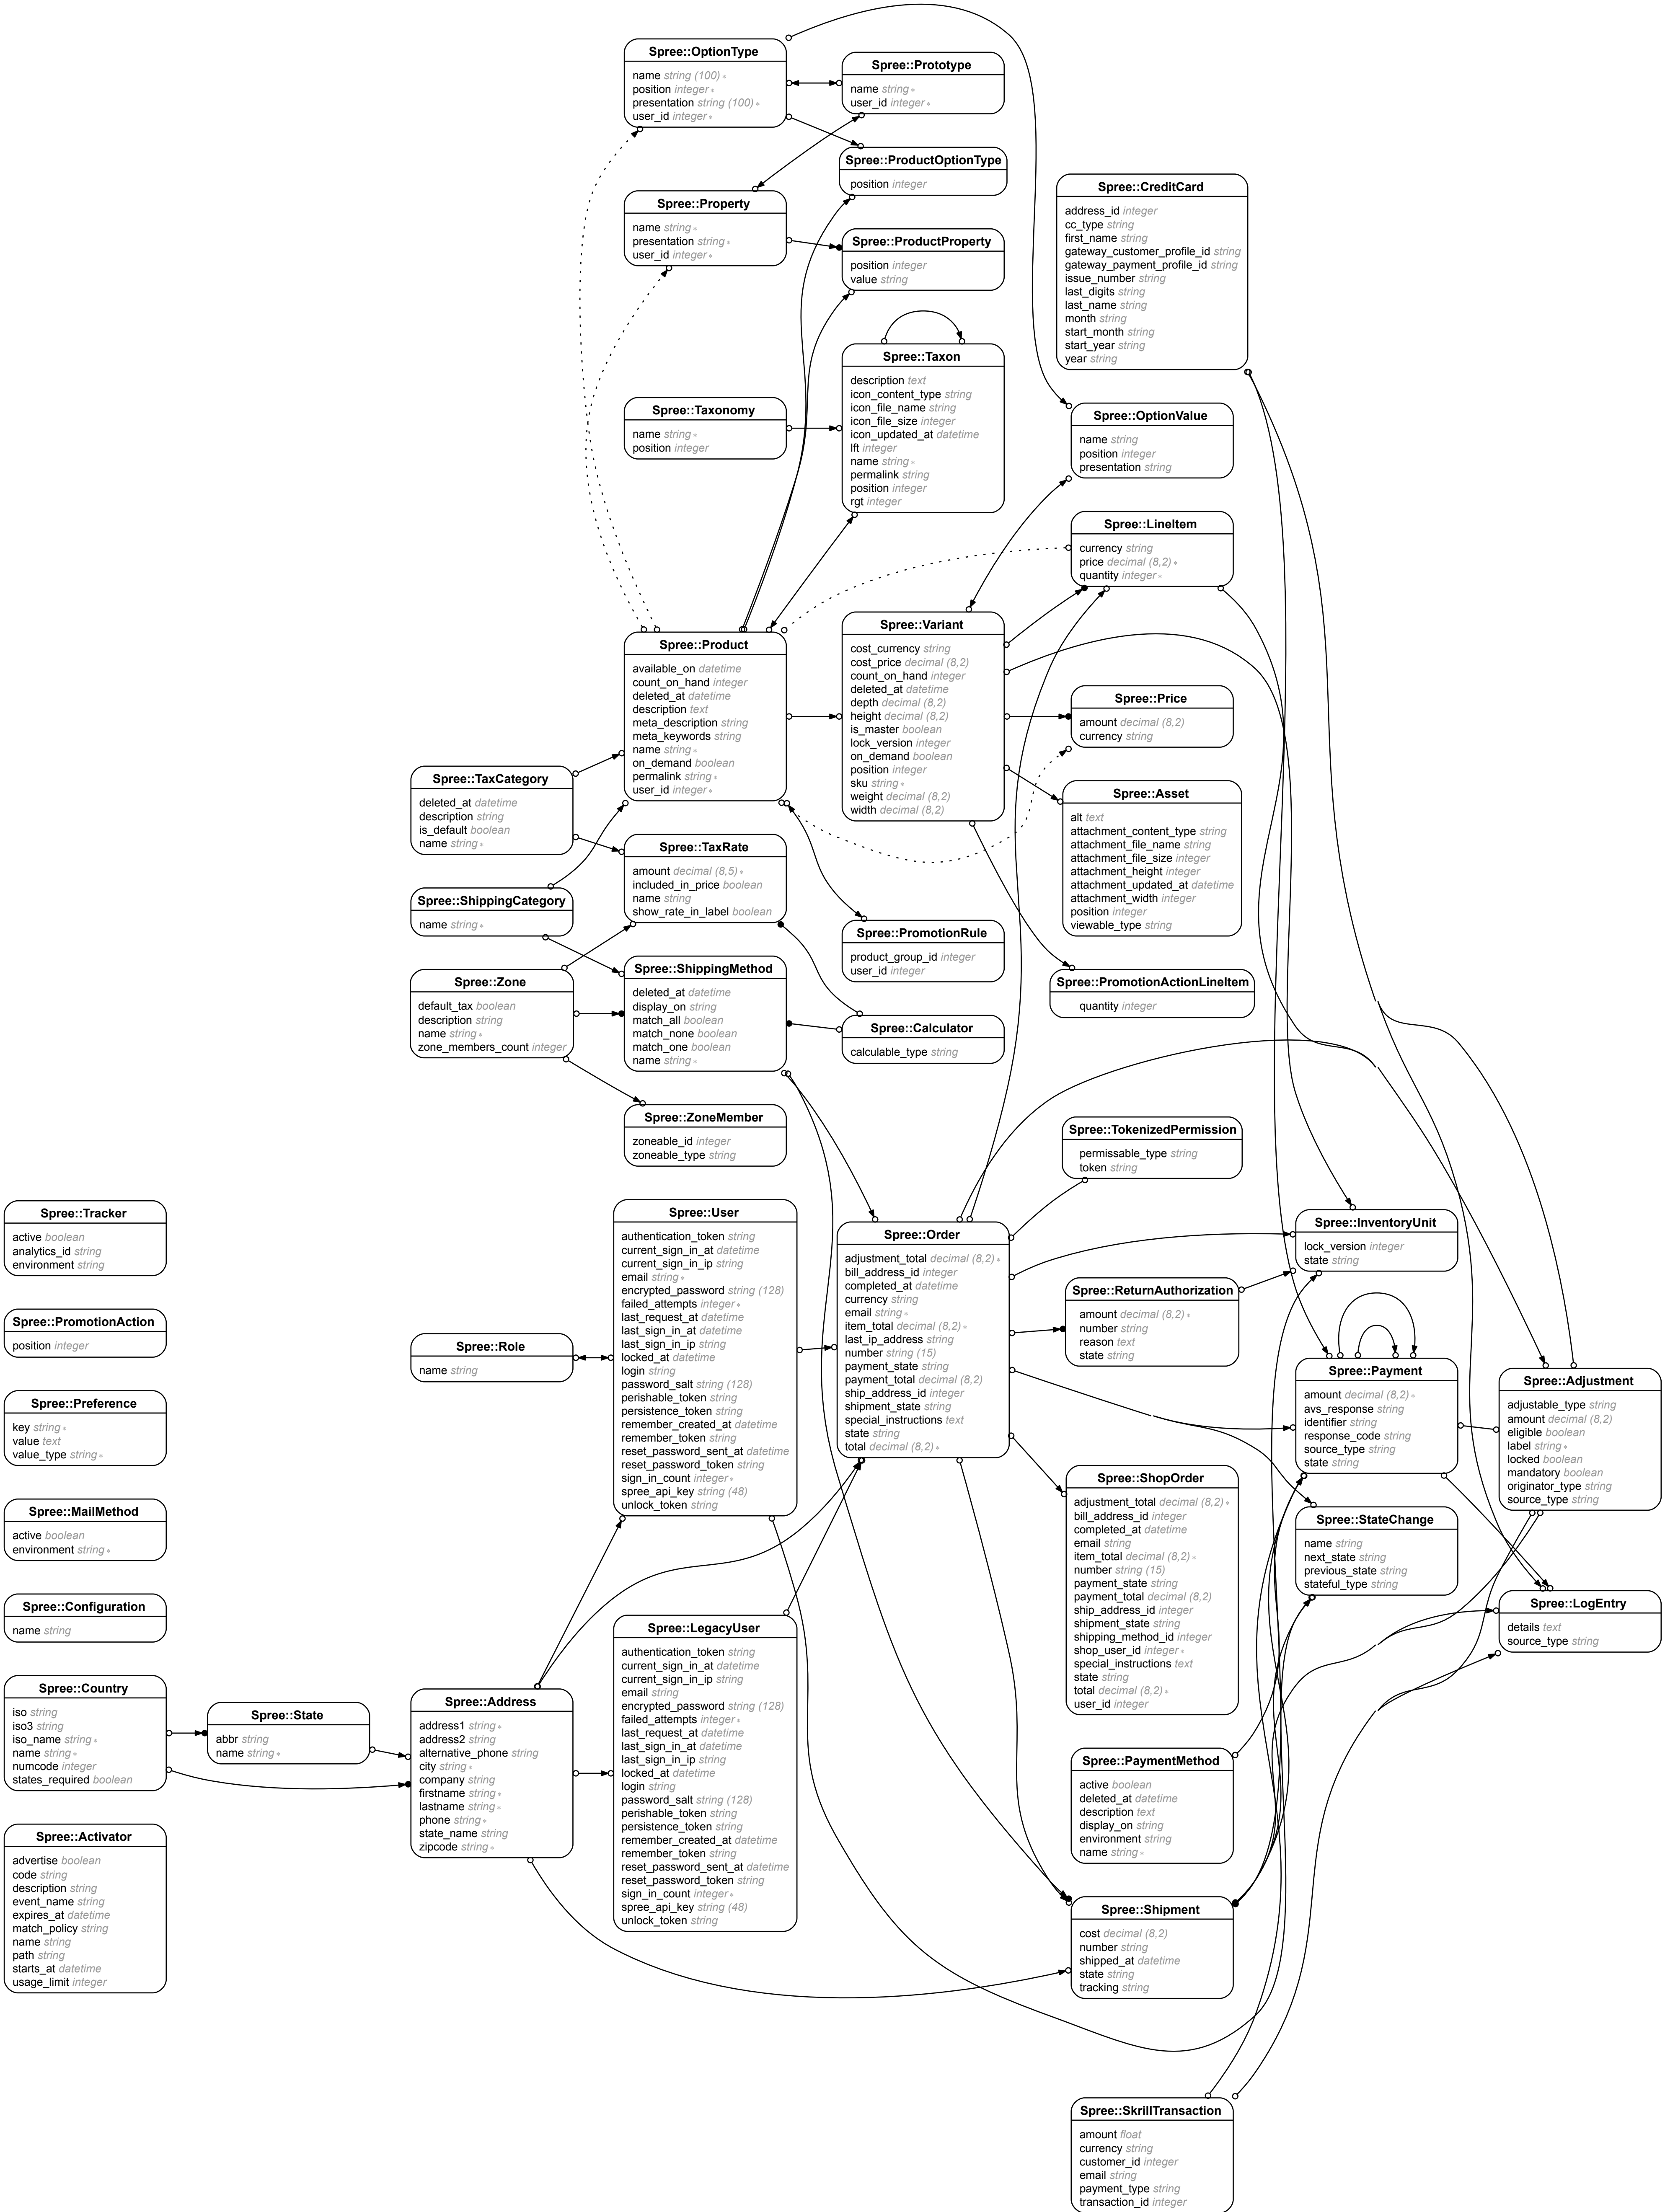 Spree::OptionType
name string (100) *
position integer *
presentation string (100) *
user_id integer *
Spree::Prototype
name string *
user_id integer *
Spree::ProductOptionType
position integer
Spree::CreditCard
address_id integer
cc_type string
first_name string
gateway_customer_profile_id string
gateway_payment_profile_id string
issue_number string
last_digits string
last_name string
month string
start_month string
start_year string
year string
Spree::Property
name string *
presentation string *
user_id integer *
Spree::ProductProperty
position integer
value string
Spree::Taxon
description text
icon_content_type string
icon_file_name string
icon_file_size integer
icon_updated_at datetime
lft integer
name string *
permalink string
position integer
rgt integer
Spree::Taxonomy
name string *
position integer
Spree::OptionValue
name string
position integer
presentation string
Spree::LineItem
currency string
price decimal (8,2) *
quantity integer *
Spree::Product
available_on datetime
count_on_hand integer
deleted_at datetime
description text
meta_description string
meta_keywords string
name string *
on_demand boolean
permalink string *
user_id integer *
Spree::Variant
cost_currency string
cost_price decimal (8,2)
count_on_hand integer
deleted_at datetime
depth decimal (8,2)
height decimal (8,2)
is_master boolean
lock_version integer
on_demand boolean
position integer
sku string *
weight decimal (8,2)
width decimal (8,2)
Spree::Price
amount decimal (8,2)
currency string
Spree::TaxCategory
deleted_at datetime
description string
is_default boolean
name string *
Spree::Asset
alt text
attachment_content_type string
attachment_file_name string
attachment_file_size integer
attachment_height integer
attachment_updated_at datetime
attachment_width integer
position integer
viewable_type string
Spree::TaxRate
amount decimal (8,5) *
included_in_price boolean
name string
show_rate_in_label boolean
Spree::ShippingCategory
name string *
Spree::PromotionRule
product_group_id integer
user_id integer
Spree::Zone
default_tax boolean
description string
name string *
zone_members_count integer
Spree::ShippingMethod
deleted_at datetime
display_on string
match_all boolean
match_none boolean
match_one boolean
name string *
Spree::PromotionActionLineItem
quantity integer
Spree::Calculator
calculable_type string
Spree::ZoneMember
zoneable_id integer
zoneable_type string
Spree::TokenizedPermission
permissable_type string
token string
Spree::Tracker
active boolean
analytics_id string
environment string
Spree::User
authentication_token string
current_sign_in_at datetime
current_sign_in_ip string
email string *
encrypted_password string (128)
failed_attempts integer *
last_request_at datetime
last_sign_in_at datetime
last_sign_in_ip string
locked_at datetime
login string
password_salt string (128)
perishable_token string
persistence_token string
remember_created_at datetime
remember_token string
reset_password_sent_at datetime
reset_password_token string
sign_in_count integer *
spree_api_key string (48)
unlock_token string
Spree::Order
adjustment_total decimal (8,2) *
bill_address_id integer
completed_at datetime
currency string
email string *
item_total decimal (8,2) *
last_ip_address string
number string (15)
payment_state string
payment_total decimal (8,2)
ship_address_id integer
shipment_state string
special_instructions text
state string
total decimal (8,2) *
Spree::InventoryUnit
lock_version integer
state string
Spree::ReturnAuthorization
amount decimal (8,2) *
number string
reason text
state string
Spree::PromotionAction
position integer
Spree::Role
name string
Spree::Payment
amount decimal (8,2) *
avs_response string
identifier string
response_code string
source_type string
state string
Spree::Adjustment
adjustable_type string
amount decimal (8,2)
eligible boolean
label string *
locked boolean
mandatory boolean
originator_type string
source_type string
Spree::Preference
key string *
value text
value_type string *
Spree::ShopOrder
adjustment_total decimal (8,2) *
bill_address_id integer
completed_at datetime
email string
item_total decimal (8,2) *
number string (15)
payment_state string
payment_total decimal (8,2)
ship_address_id integer
shipment_state string
shipping_method_id integer
shop_user_id integer *
special_instructions text
state string
total decimal (8,2) *
user_id integer
Spree::StateChange
name string
next_state string
previous_state string
stateful_type string
Spree::MailMethod
active boolean
environment string *
Spree::LogEntry
details text
source_type string
Spree::Configuration
name string
Spree::LegacyUser
authentication_token string
current_sign_in_at datetime
current_sign_in_ip string
email string
encrypted_password string (128)
failed_attempts integer *
last_request_at datetime
last_sign_in_at datetime
last_sign_in_ip string
locked_at datetime
login string
password_salt string (128)
perishable_token string
persistence_token string
remember_created_at datetime
remember_token string
reset_password_sent_at datetime
reset_password_token string
sign_in_count integer *
spree_api_key string (48)
unlock_token string
Spree::Country
iso string
iso3 string
iso_name string *
name string *
numcode integer
states_required boolean
Spree::State
abbr string
name string *
Spree::Address
address1 string *
address2 string
alternative_phone string
city string *
company string
firstname string *
lastname string *
phone string *
state_name string
zipcode string *
Spree::PaymentMethod
active boolean
deleted_at datetime
description text
display_on string
environment string
name string *
Spree::Activator
advertise boolean
code string
description string
event_name string
expires_at datetime
match_policy string
name string
path string
starts_at datetime
usage_limit integer
Spree::Shipment
cost decimal (8,2)
number string
shipped_at datetime
state string
tracking string
Spree::SkrillTransaction
amount float
currency string
customer_id integer
email string
payment_type string
transaction_id integer